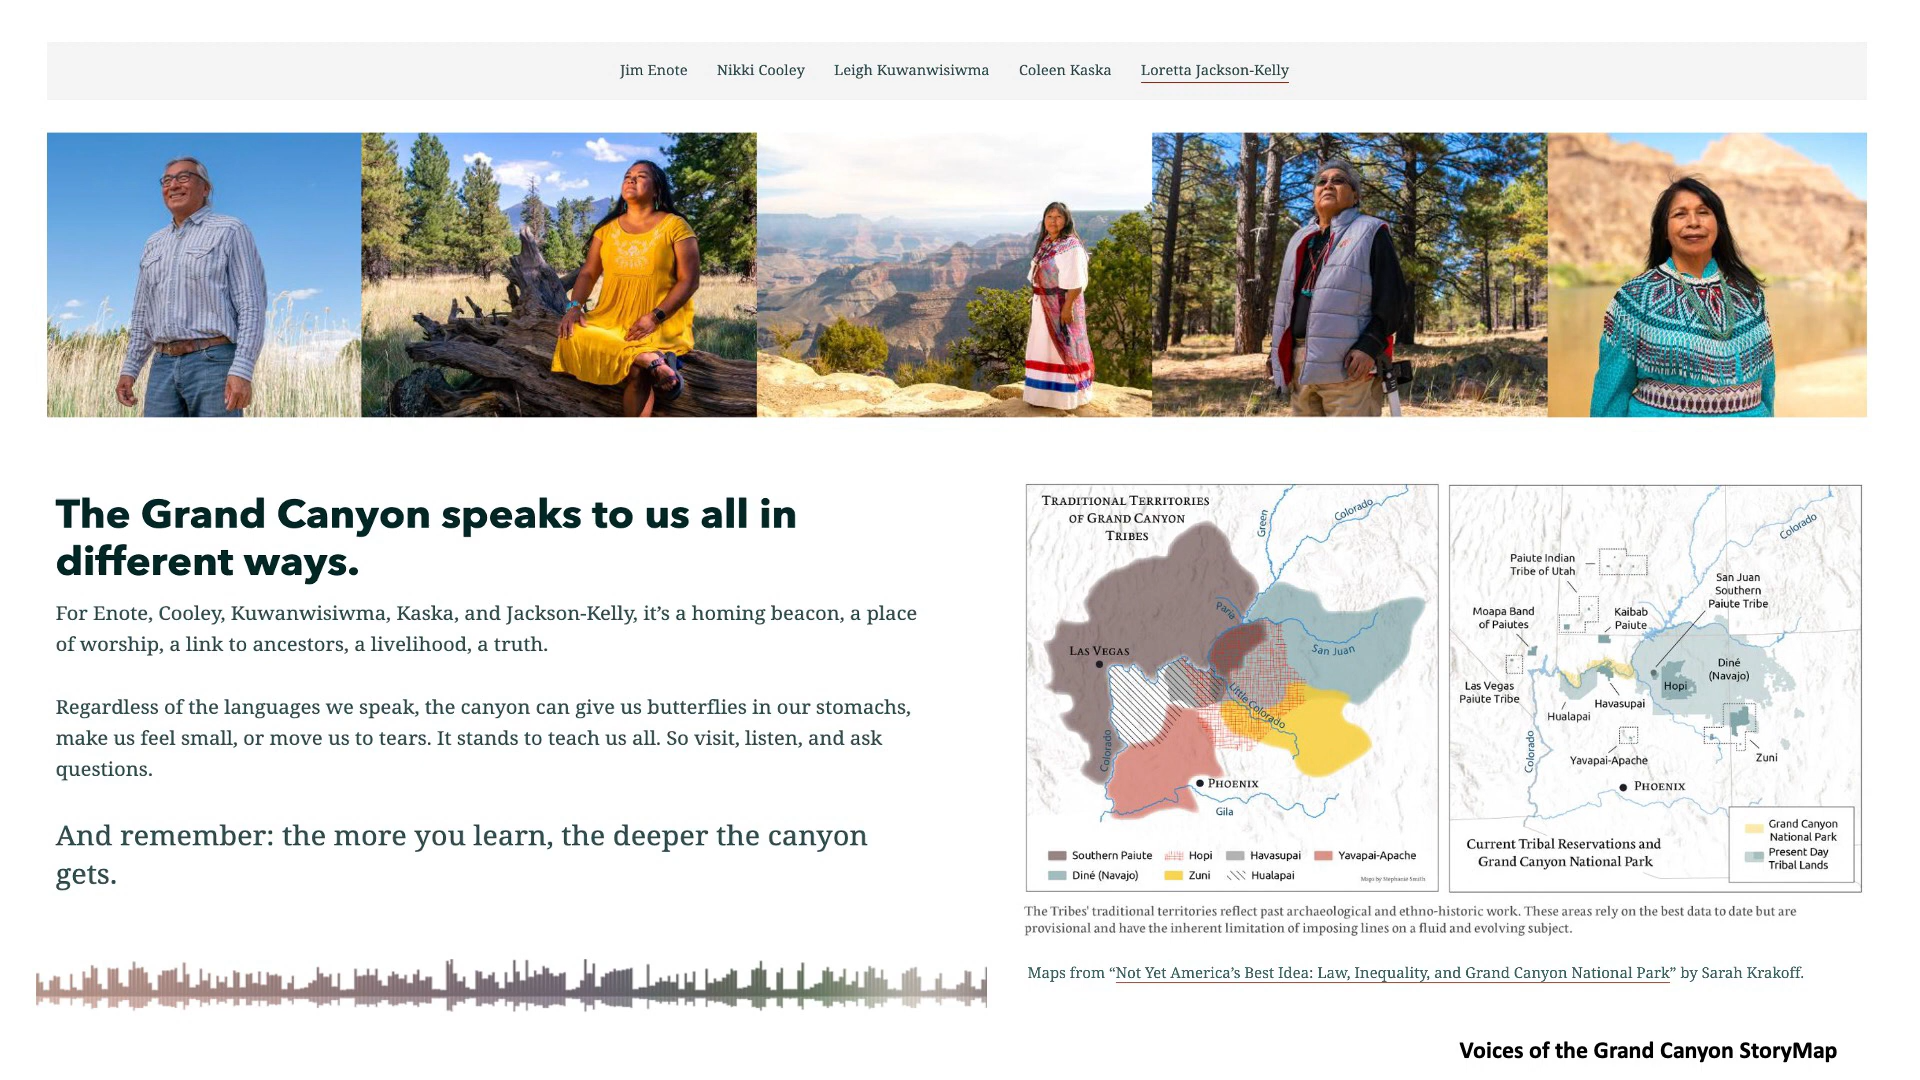 Jim Enote Nikki Cooley Leigh Kuwanwisiwma Coleen Kaska Loretta Jackson-Kelly
The Grand Canyon speaks to us all in
different ways.
For Enote, Cooley, Kuwanwisiwma, Kaska, and Jackson-Kelly, it’s a homing beacon, a place
of worship, a link to ancestors, a livelihood, a truth.
Regardless of the languages we speak, the canyon can give us butterflies in our stomachs,
make us feel small, or move us to tears. It stands to teach us all. So visit, listen, and ask
questions.
And remember: the more you learn, the deeper the canyon
gets.
Traditional Territories
of Grand Canyon
Tribes
Green
Colorado
Paria
San Juan
Las Vegas
Little Colorado
Colorado
Phoenix
Gila
Southern Paiute Hopi Havasupai Yavapai-Apache
Diné (Navajo) Zuni Hualapai
Maps by Stephanie Smith
Colorado
Paiute Indian
Tribe of Utah
San Juan
Southern
Paiute Tribe
Moapa Band
of Paiutes
Kaibab
Paiute
Diné
(Navajo)
Hopi
Las Vegas
Paiute Tribe
Havasupai
Hualapai
Colorado
Yavapai-Apache
Zuni
Phoenix
Current Tribal Reservations and
Grand Canyon National Park
Grand Canyon
National Park
Present Day
Tribal Lands
The Tribes' traditional territories reflect past archaeological and ethno-historic work. These areas rely on the best data to date but are
provisional and have the inherent limitation of imposing lines on a fluid and evolving subject.
Maps from “Not Yet America’s Best Idea: Law, Inequality, and Grand Canyon National Park” by Sarah Krakoff.
Voices of the Grand Canyon StoryMap